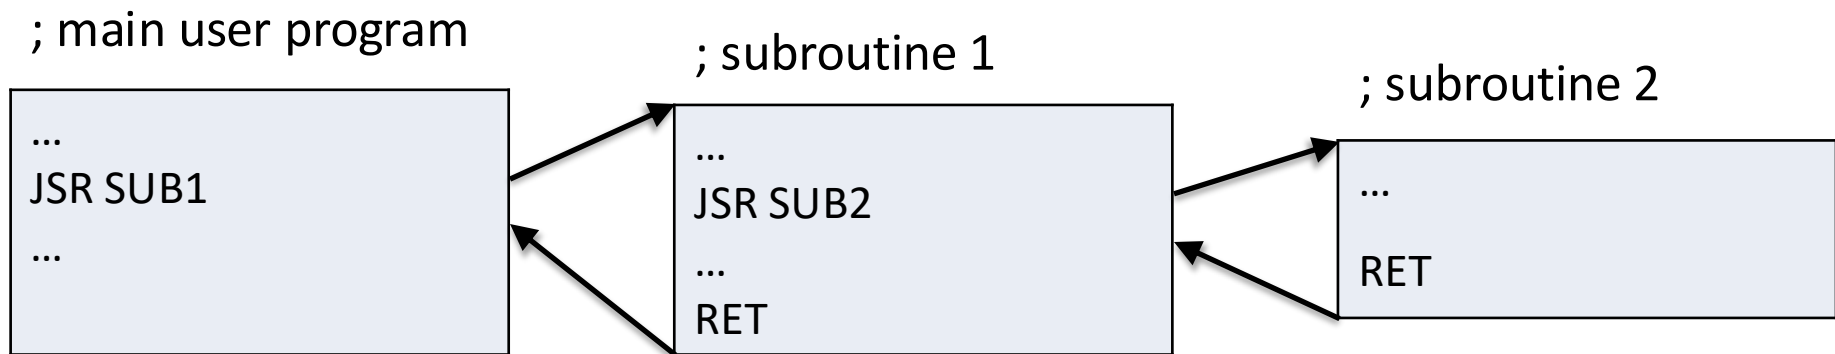 ; main user program
...
JSR SUB1
...
; subroutine 1
...
JSR SUB2
...
RET
; subroutine 2
...
RET